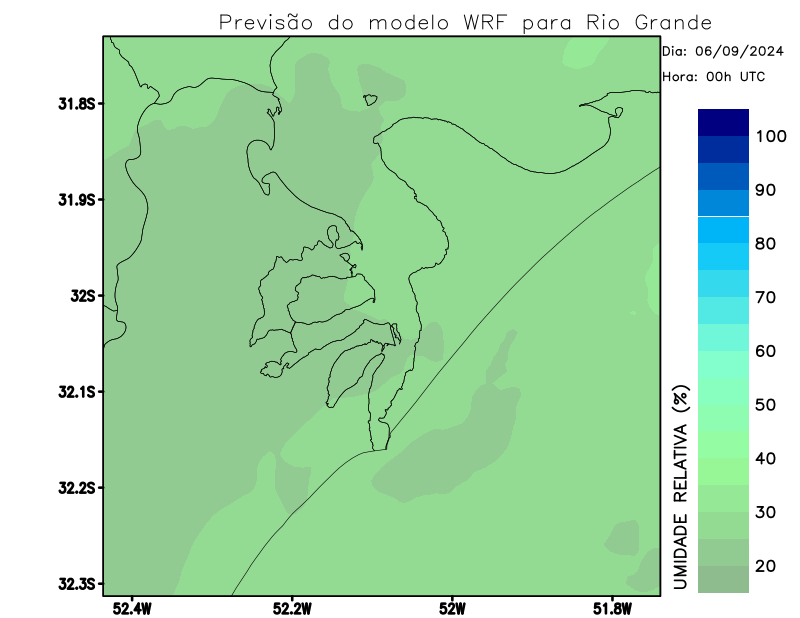 Previsão do modelo WRF para Rio Grande
Dia: 06/09/2024
Hora: 00h UTC
31.8S
31.9S
32S
32.1S
32.2S
32.3S
52.4W
52.2W
52W
51.8W
UMIDADE RELATIVA (%)
100
90
80
70
60
50
40
30
20